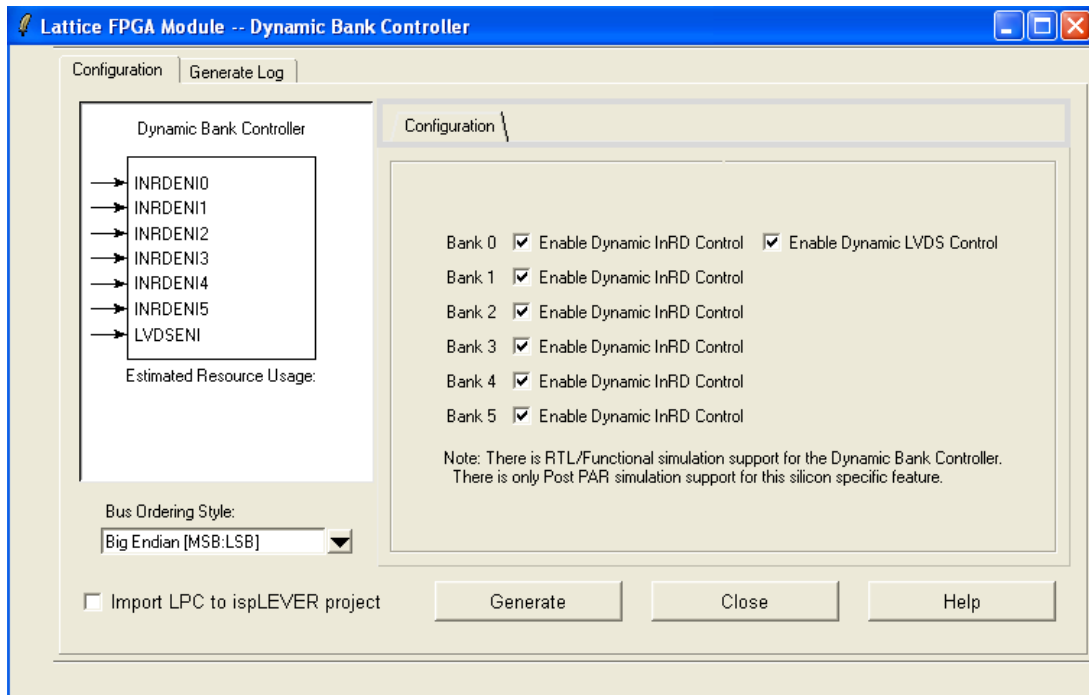 Lattice FPGA Module -- Dynamic Bank Controller
Configuration
Generate Log
Dynamic Bank Controller
INRDENI0
INRDENI1
INRDENI2
INRDENI3
INRDENI4
INRDENI5
LVDSENI
Estimated Resource Usage:
Bus Ordering Style:
Big Endian [MSB:LSB]
Configuration
Bank 0 Enable Dynamic InRD Control Enable Dynamic LVDS Control
Bank 1 Enable Dynamic InRD Control
Bank 2 Enable Dynamic InRD Control
Bank 3 Enable Dynamic InRD Control
Bank 4 Enable Dynamic InRD Control
Bank 5 Enable Dynamic InRD Control
Note: There is RTL/Functional simulation support for the Dynamic Bank Controller.
There is only Post PAR simulation support for this silicon specific feature.
Import LPC to ispLEVER project
Generate
Close
Help